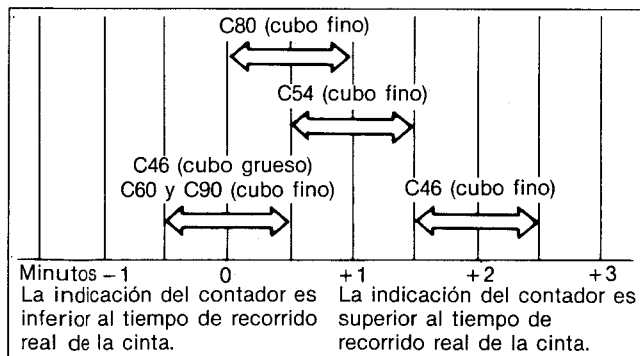 C80 (cubo fino)
C54 (cubo fino)
C46 (cubo grueso)
C60 y C90 (cubo fino)
C46 (cubo fino)
Minutos -1 0 +1 +2 +3
La indicación del contador es
inferior al tiempo de recorrido
real de la cinta.
La indicación del contador es
superior al tiempo de
recorrido real de la cinta.